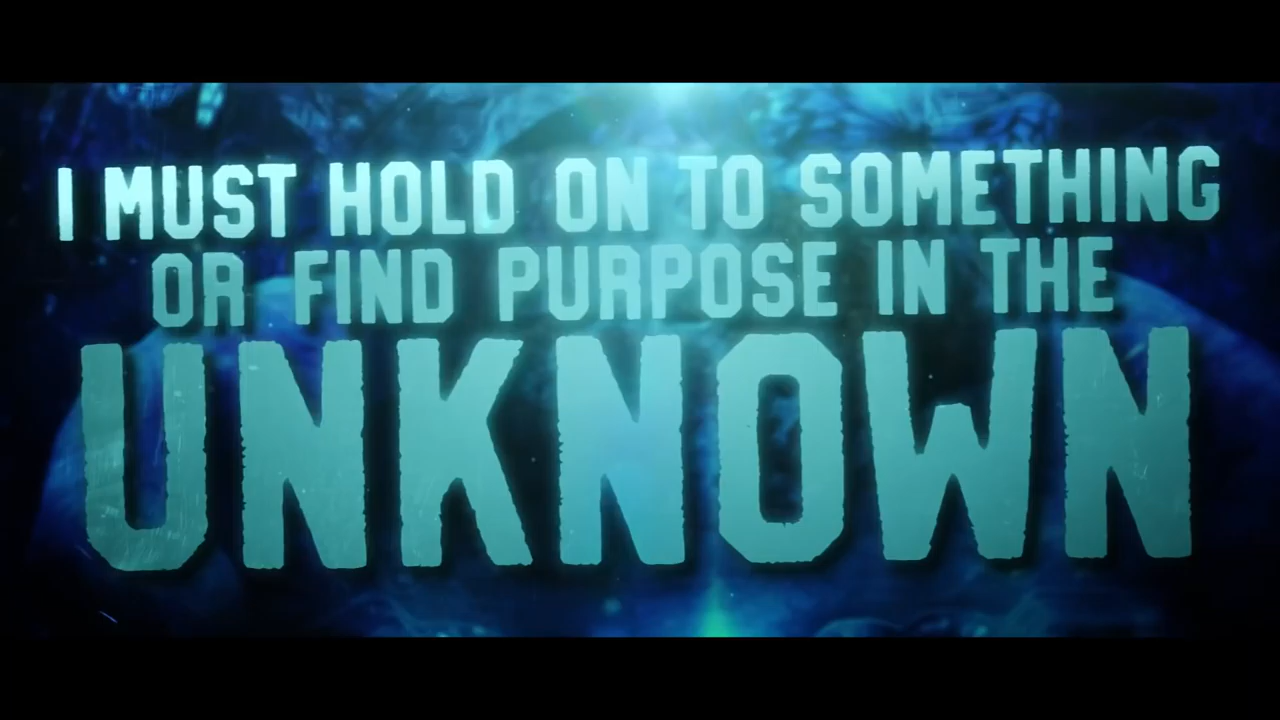 I MUST HOLD ON TO SOMETHING
OR FIND PURPOSE IN THE
UNKNOWN